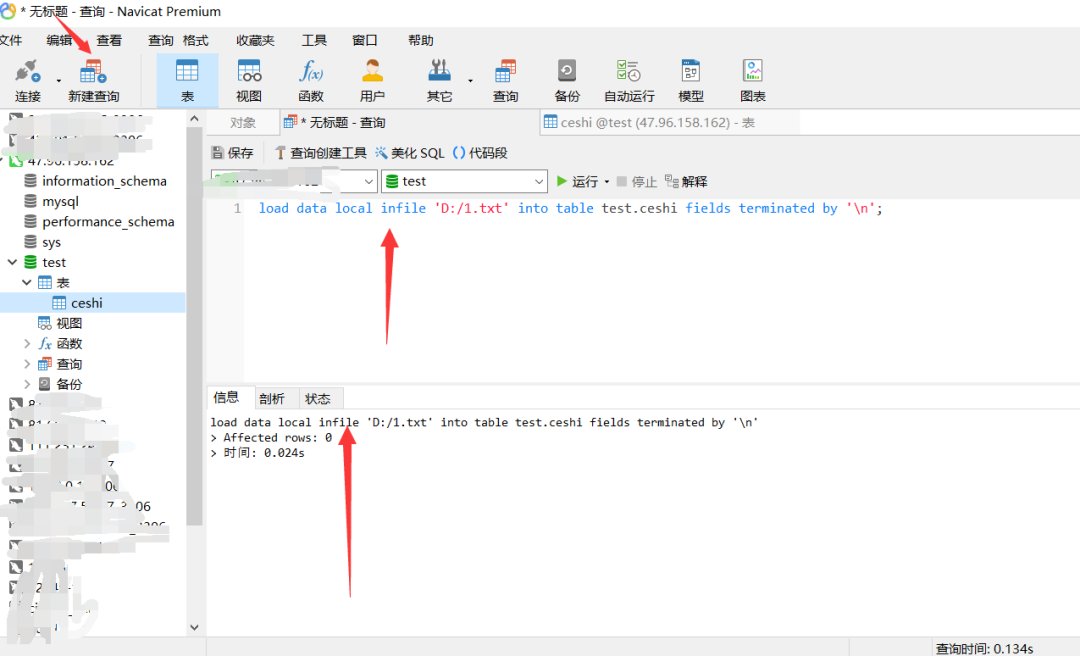 * 无标题 - 查询 - Navicat Premium
文件 编辑 查看 查询 格式 收藏夹 工具 窗口 帮助
连接 新建查询 表 视图 函数 用户 其它 查询 备份 自动运行 模型 图表
对象 * 无标题 - 查询 ceshi @test (47.96.158.162) - 表
保存 查询创建工具 美化 SQL () 代码段
test 运行 停止 解释
1 load data local infile 'D:/1.txt' into table test.ceshi fields terminated by '\n';
47.96.158.162
information_schema
mysql
performance_schema
sys
test
表
ceshi
视图
函数
查询
备份
信息 剖析 状态
load data local infile 'D:/1.txt' into table test.ceshi fields terminated by '\n'
> Affected rows: 0
> 时间: 0.024s
查询时间: 0.134s